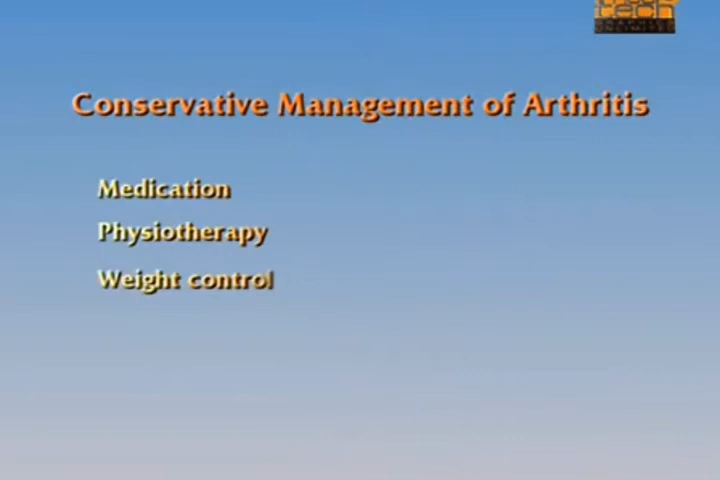 Conservative Management of Arthritis
Medication
Physiotherapy
Weight control